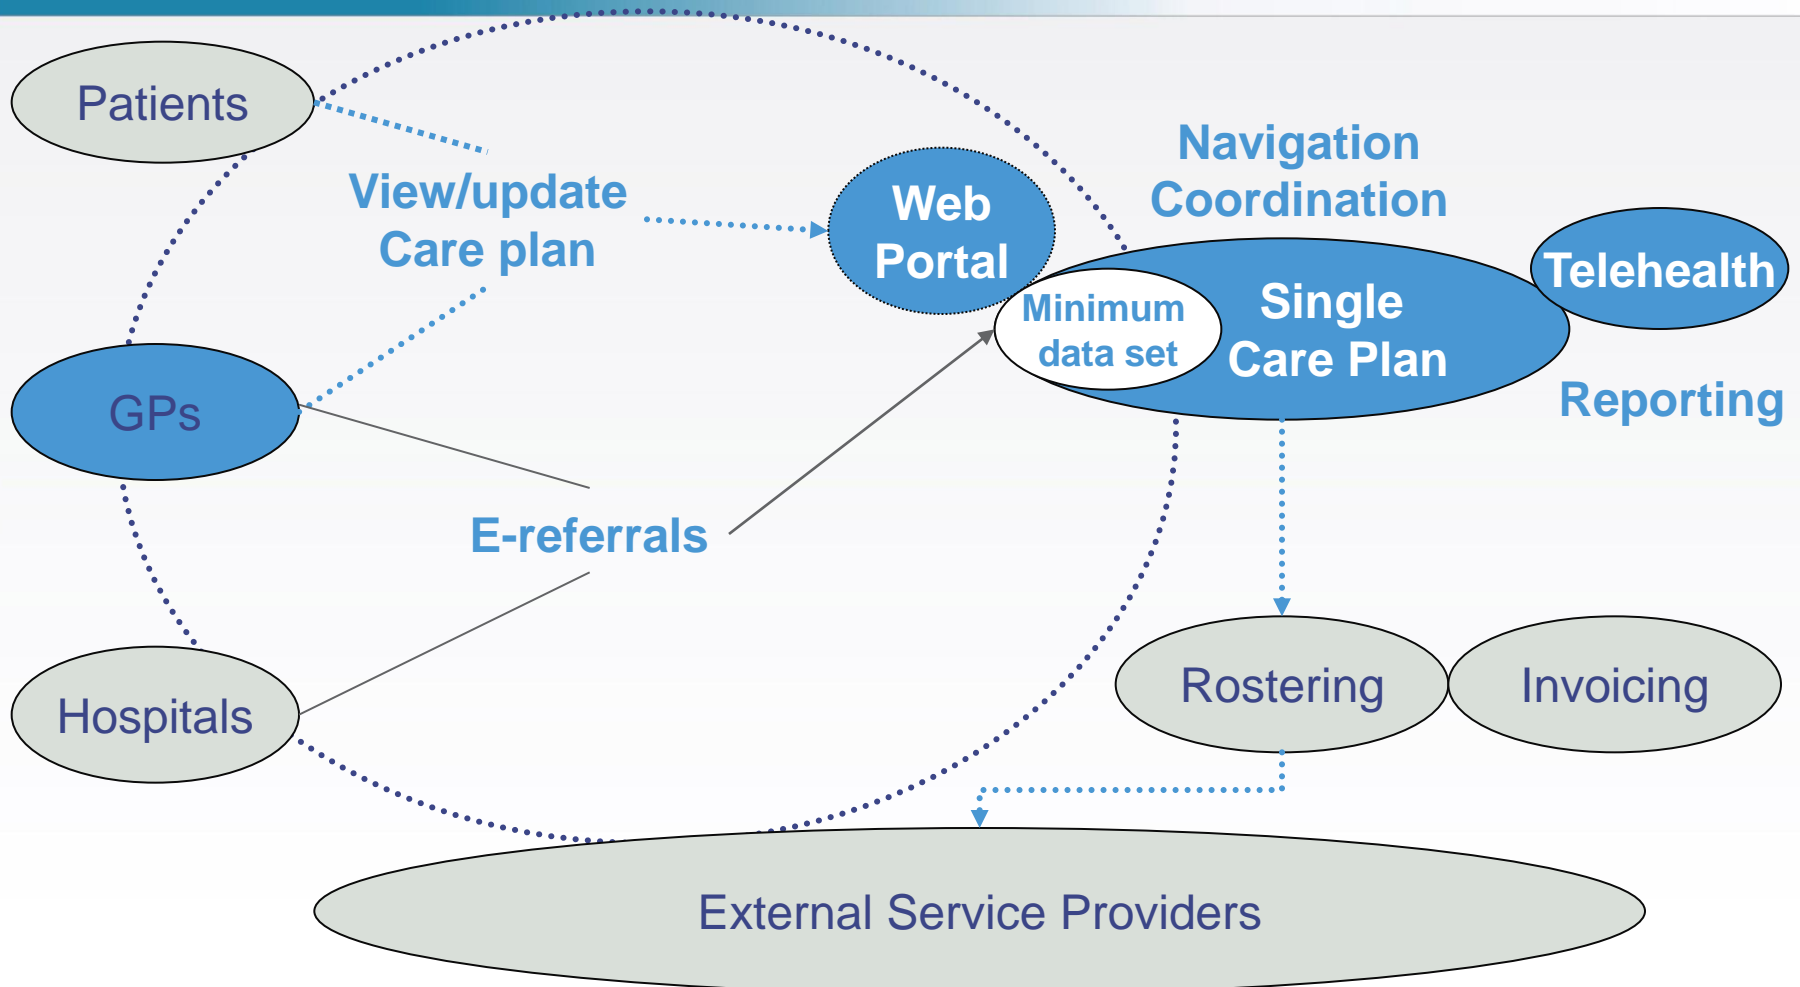 Patients
View/update
Care plan
Web
Portal
Navigation
Coordination
Telehealth
Minimum
data set
Single
Care Plan
Reporting
GPs
E-referrals
Hospitals
Rostering
Invoicing
External Service Providers